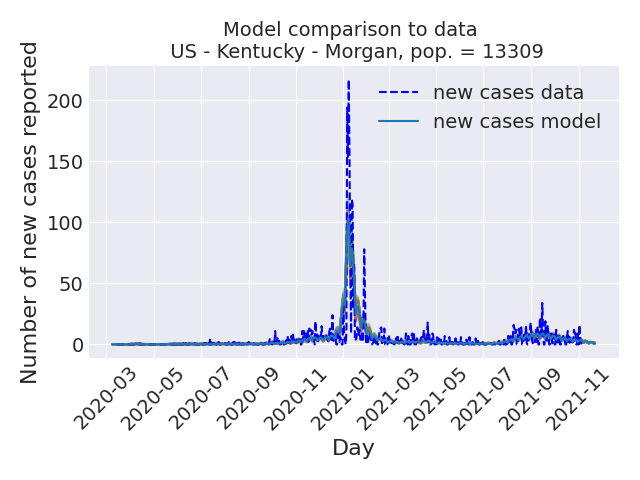 Model comparison to data
US - Kentucky - Morgan, pop. = 13309
Number of new cases reported
200
150
100
50
0
new cases data
new cases model
2020-03
2020-05
2020-07
2020-09
2020-11
2021-01
2021-03
2021-05
2021-07
2021-09
2021-11
Day